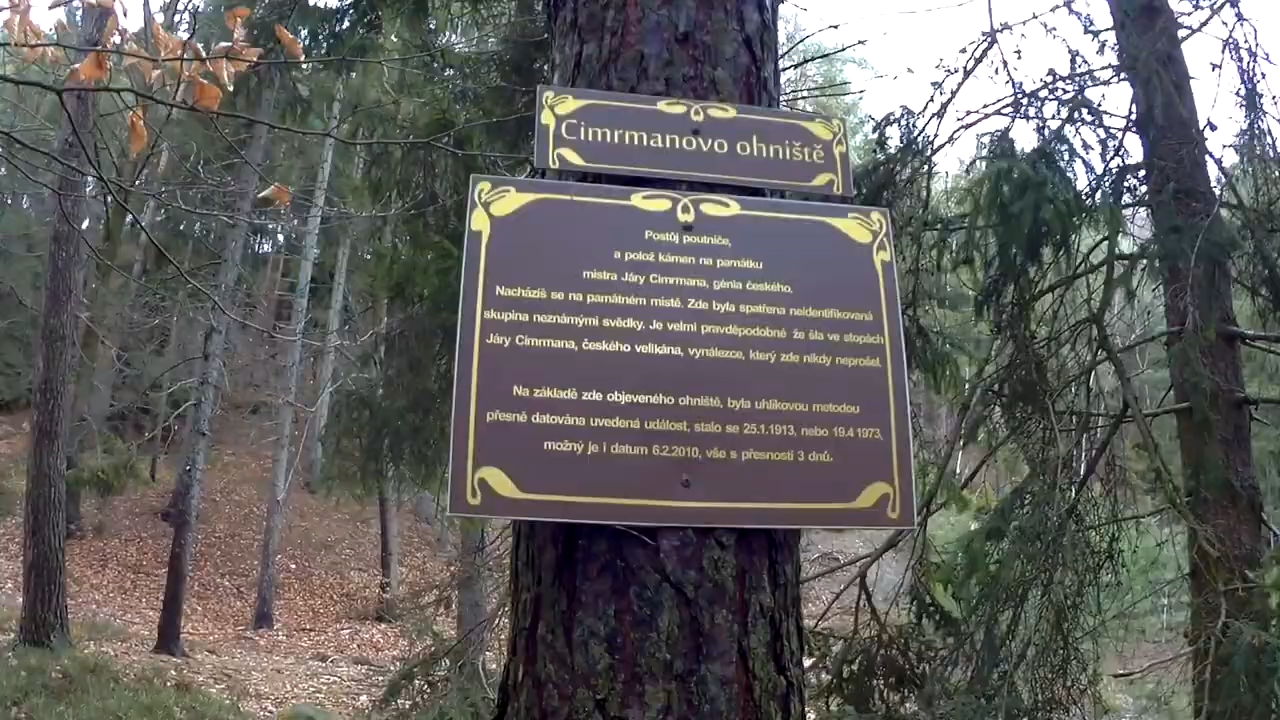 Cimrmanovo ohniště
Postůj poutníče,
a polož kámen na památku
mistra Járy Cimrmana, génia českého.
Nacházíš se na památném místě. Zde byla spatřena neidentifikovaná
skupina neznámými svědky. Je velmi pravděpodobné že šla ve stopách
Járy Cimrmana, českého velikána, vynálezce, který zde nikdy neprošel.
Na základě zde objeveného ohniště, byla uhlíkovou metodou
přesně datována uvedená událost, stalo se 25.1.1913, nebo 19.4 1973,
možný je i datum 6.2.2010, vše s přesností 3 dnů.